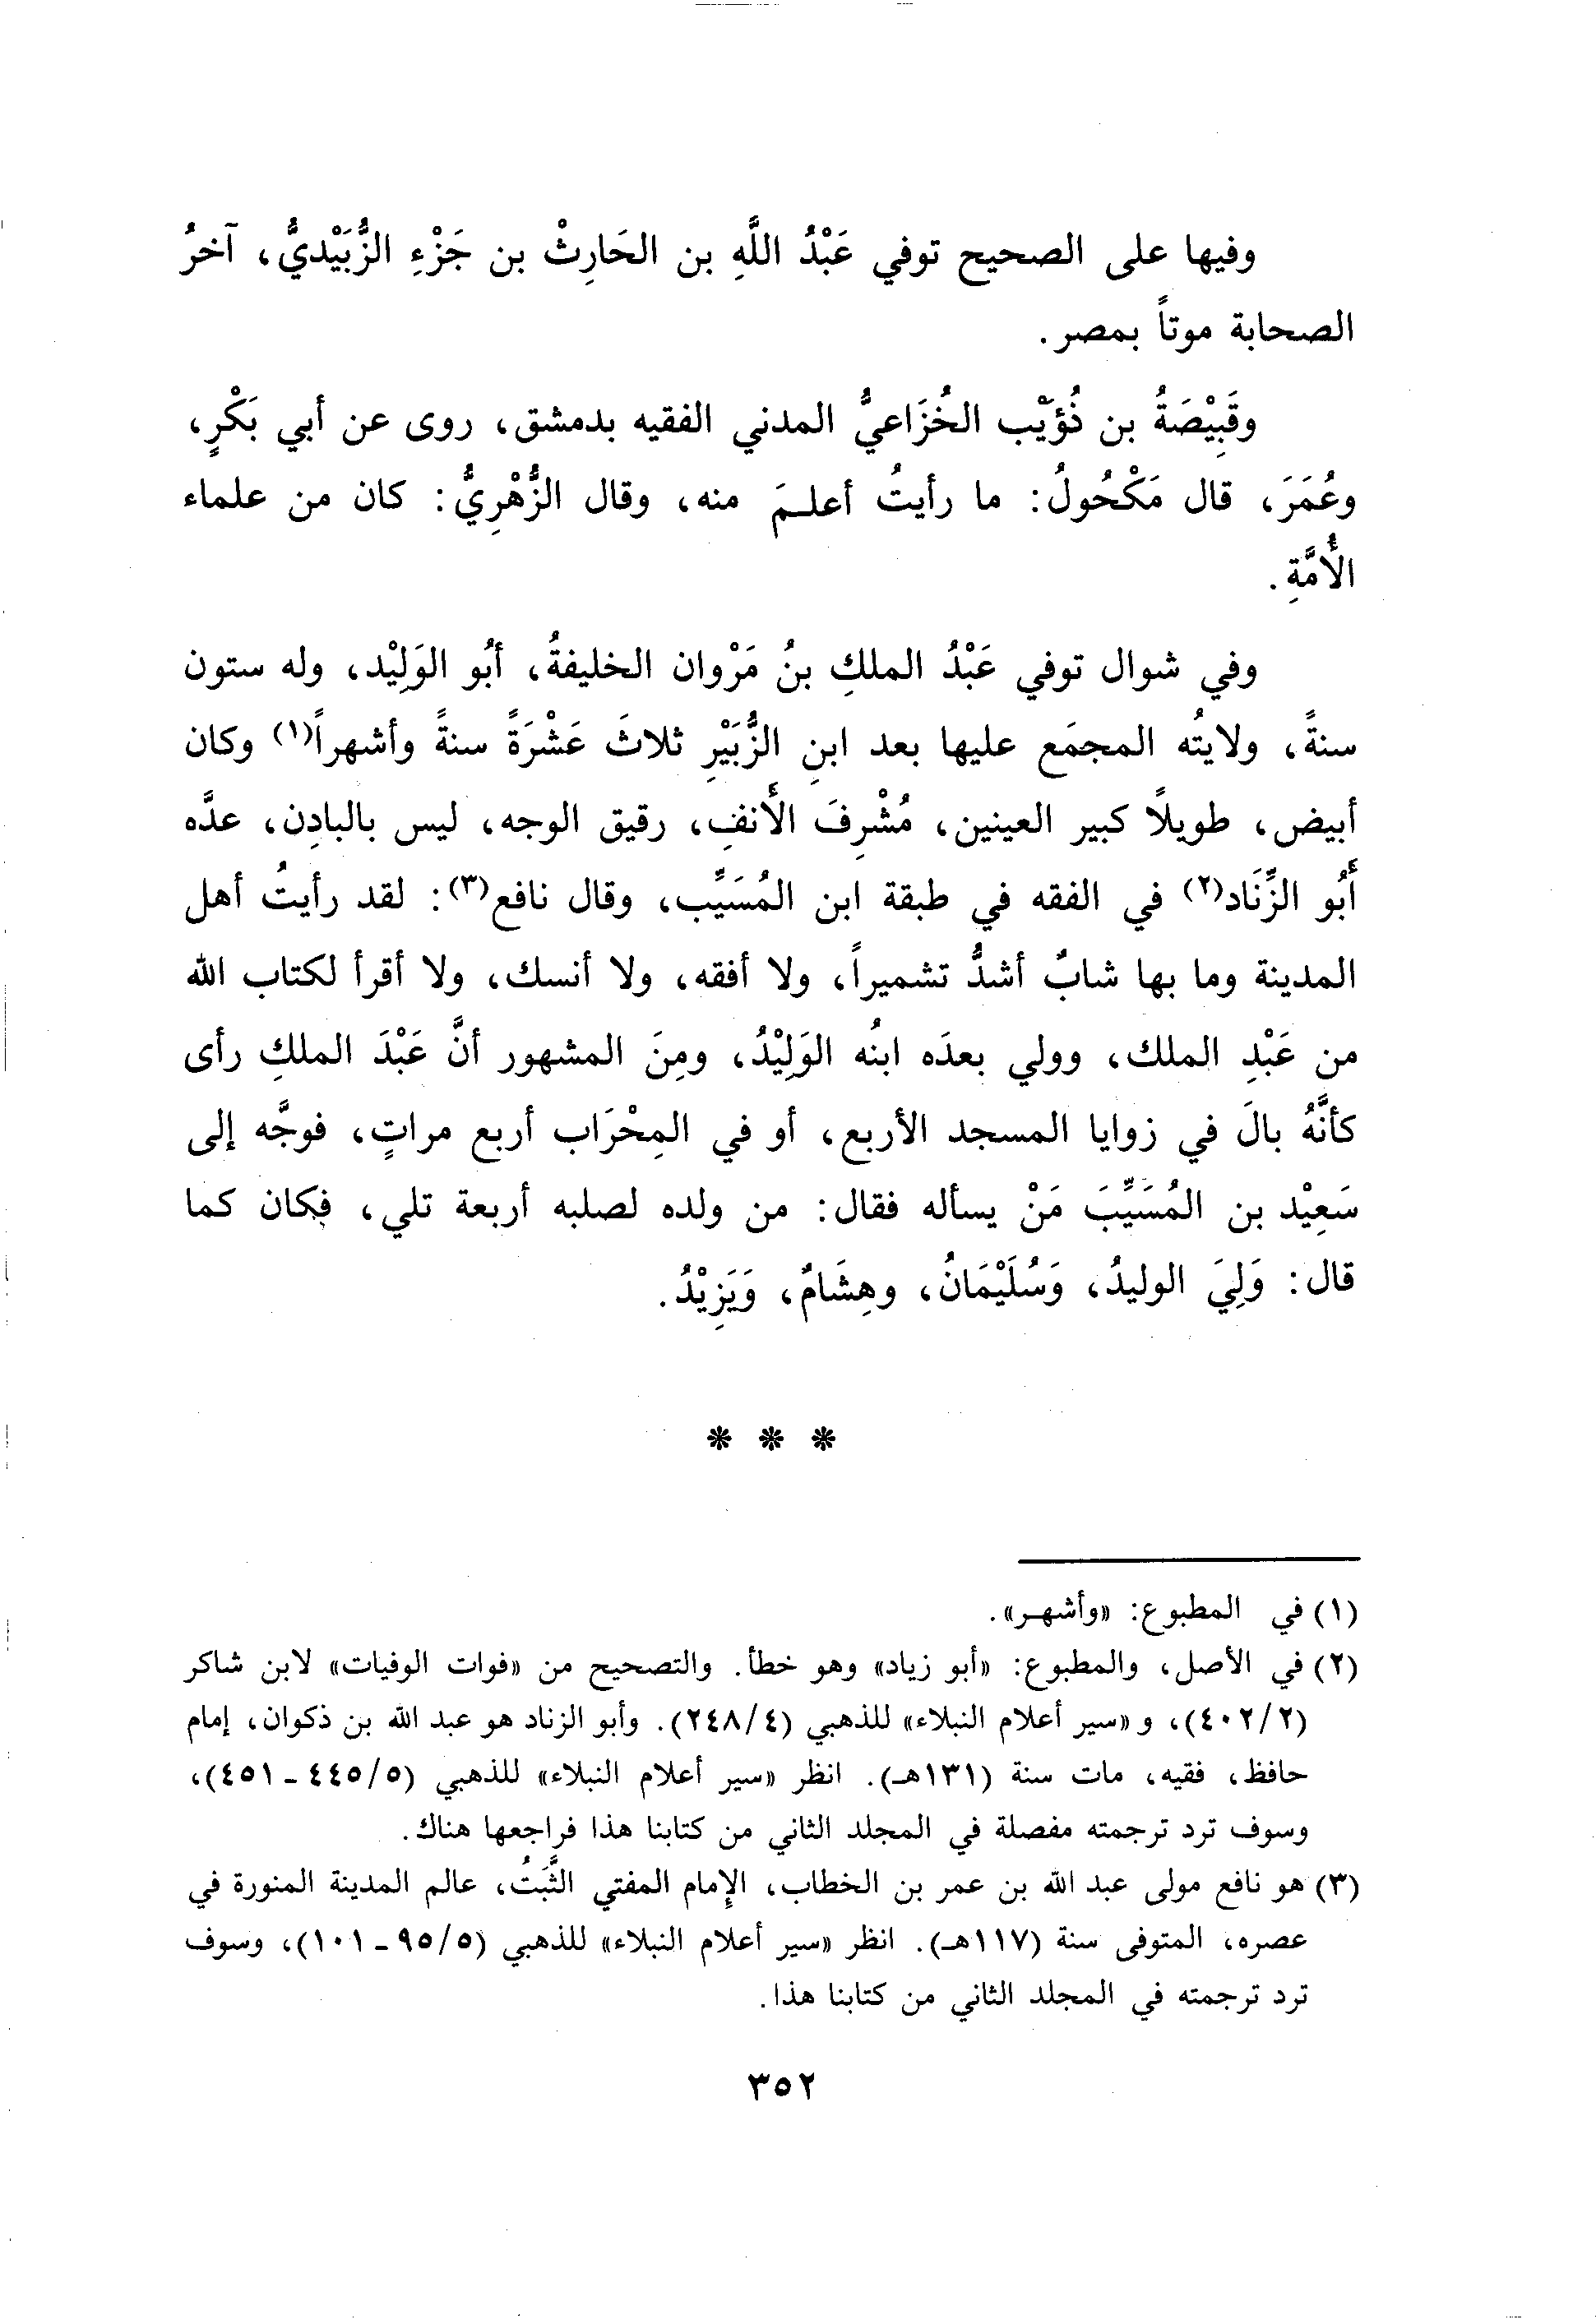 وفيها على الصحيح توفي عَبْدُ اللَّهِ بن الحَارِثْ بن جَزْءِ الزُّبَيْديُّ، آخرُ
الصحابة موتاً بمصر.
وقَبِيْصَةُ بن ذُؤَيْب الخُزَاعيُّ المدني الفقيه بدمشق، روى عن أبي بَكْرٍ،
وعُمَرَ، قال مَكْحُولُ: ما رأيتُ أعلـمَ منه، وقال الزُّهْرِيُّ: كان من علماء
الأُمَّةِ.
وفي شوال توفي عَبْدُ الملكِ بنُ مَرْوان الخليفةُ، أبُو الوَلِيْد، وله ستون
سنةً، ولايتُه المجمَع عليها بعد ابنِ الزُّبَيْرِ ثلاثَ عَشْرَةً سنةً وأشهراً(١) وكان
أبيض، طويلًا كبير العينين، مُشْرِفَ الأَنفِ، رقيق الوجه، ليس بالبادِن، عدَّه
أَبُو الزِّنَاد(٢) في الفقه في طبقة ابن المُسَيِّب، وقال نافع(٣): لقد رأيتُ أهل
المدينة وما بها شابٌ أشدُّ تشميراً، ولا أفقه، ولا أنسك، ولا أقرأ لكتاب الله
من عَبْدِ الملك، وولي بعدَه ابنُه الوَلِيْدُ، ومِنَ المشهور أنَّ عَبْدَ الملكِ رأى
كأنَّهُ بالَ في زوايا المسجد الأربع، أو في المِحْرَاب أربع مراتٍ، فوجَّه إلى
سَعِيْد بن المُسَيِّبَ مَنْ يسأله فقال: من ولده لصلبه أربعة تلي، فكان كما
قال: وَلِيَ الوليدُ، وَسُلَيْمَانُ، وهِشَامٌ، وَيَزِيْدُ.
* * *
(١) في المطبوع: «وأشهـر».
(٢) في الأصل، والمطبوع: «أبو زياد» وهو خطأ. والتصحيح من «فوات الوفيات» لابن شاكر
(٤٠٢/٢)، و «سير أعلام النبلاء» للذهبي (٢٤٨/٤). وأبو الزناد هو عبد الله بن ذكوان، إمام
حافظ، فقيه، مات سنة (١٣١هـ). انظر «سير أعلام النبلاء» للذهبي (٤٤٥/٥ - ٤٥١)،
وسوف ترد ترجمته مفصلة في المجلد الثاني من كتابنا هذا فراجعها هناك.
(٣) هو نافع مولى عبد الله بن عمر بن الخطاب، الإمام المفتي الثَّبَتُ، عالم المدينة المنورة في
عصره، المتوفى سنة (١١٧هـ). انظر «سير أعلام النبلاء» للذهبي (٩٥/٥ - ١٠١)، وسوف
ترد ترجمته في المجلد الثاني من كتابنا هذا.
٣٥٢